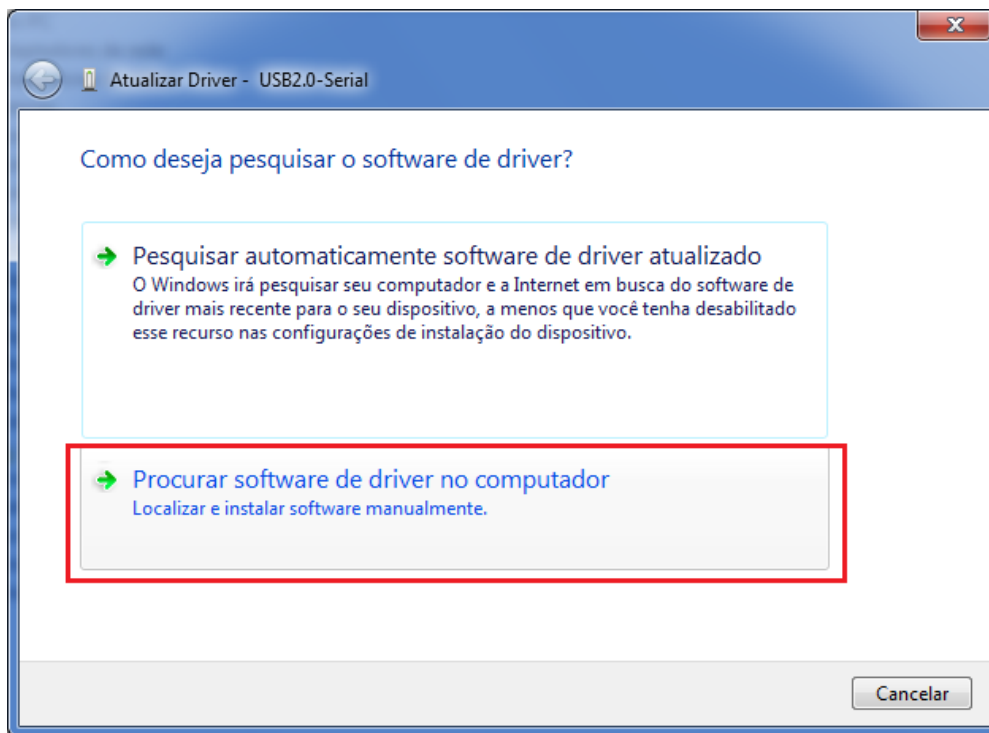 Atualizar Driver - USB2.0-Serial
Como deseja pesquisar o software de driver?
Pesquisar automaticamente software de driver atualizado
O Windows irá pesquisar seu computador e a Internet em busca do software de
driver mais recente para o seu dispositivo, a menos que você tenha desabilitado
esse recurso nas configurações de instalação do dispositivo.
Procurar software de driver no computador
Localizar e instalar software manualmente.
Cancelar